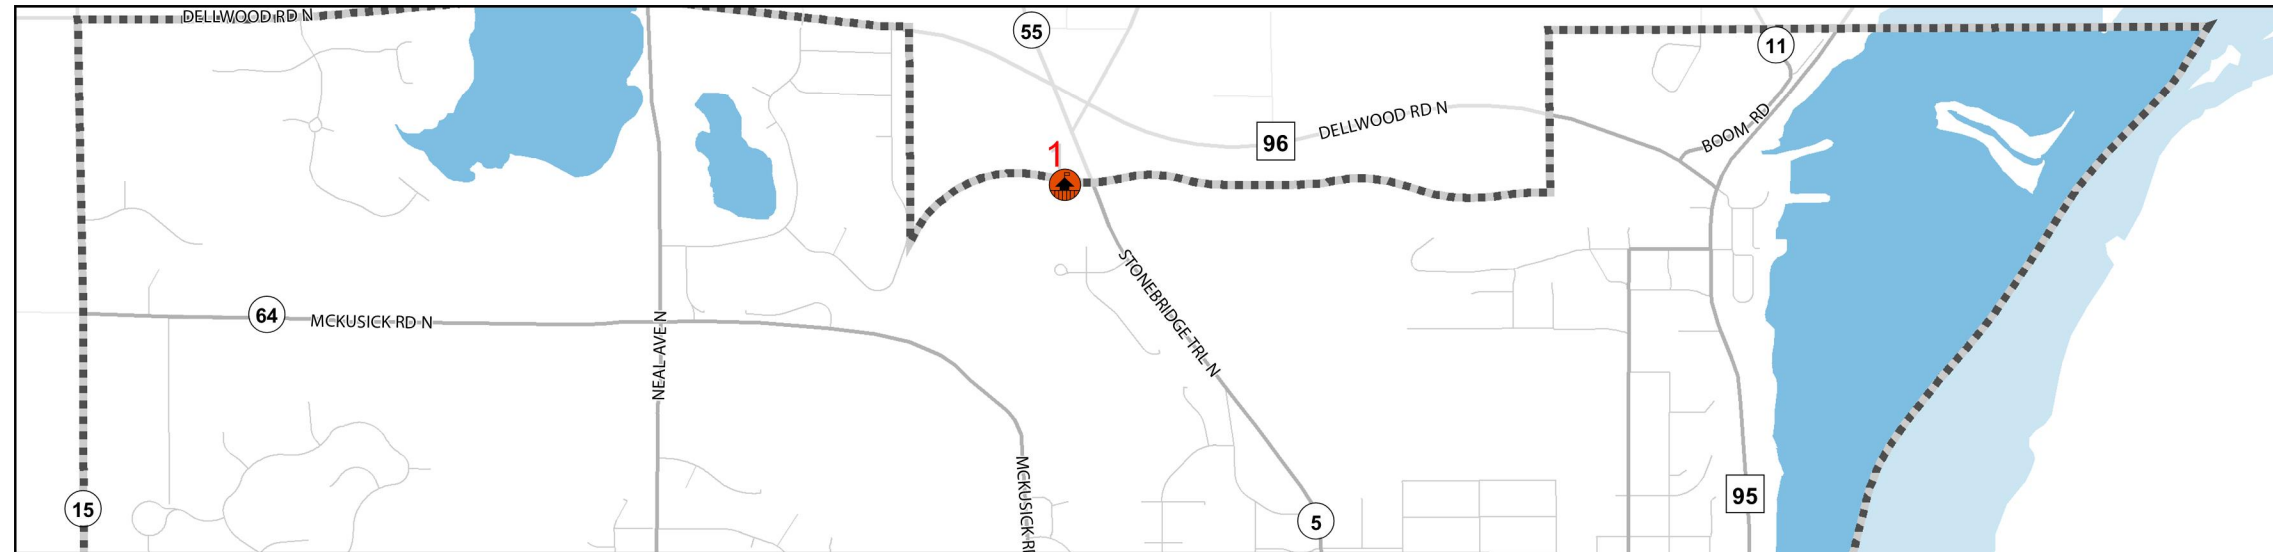 DELLWOOD RD N
55
11
96
DELLWOOD RD N
BOOM RD
1
STONEBRIDGE TRL N
64
MCKUSICK RD N
NEAL AVE N
MCKUSICK RD
15
5
95